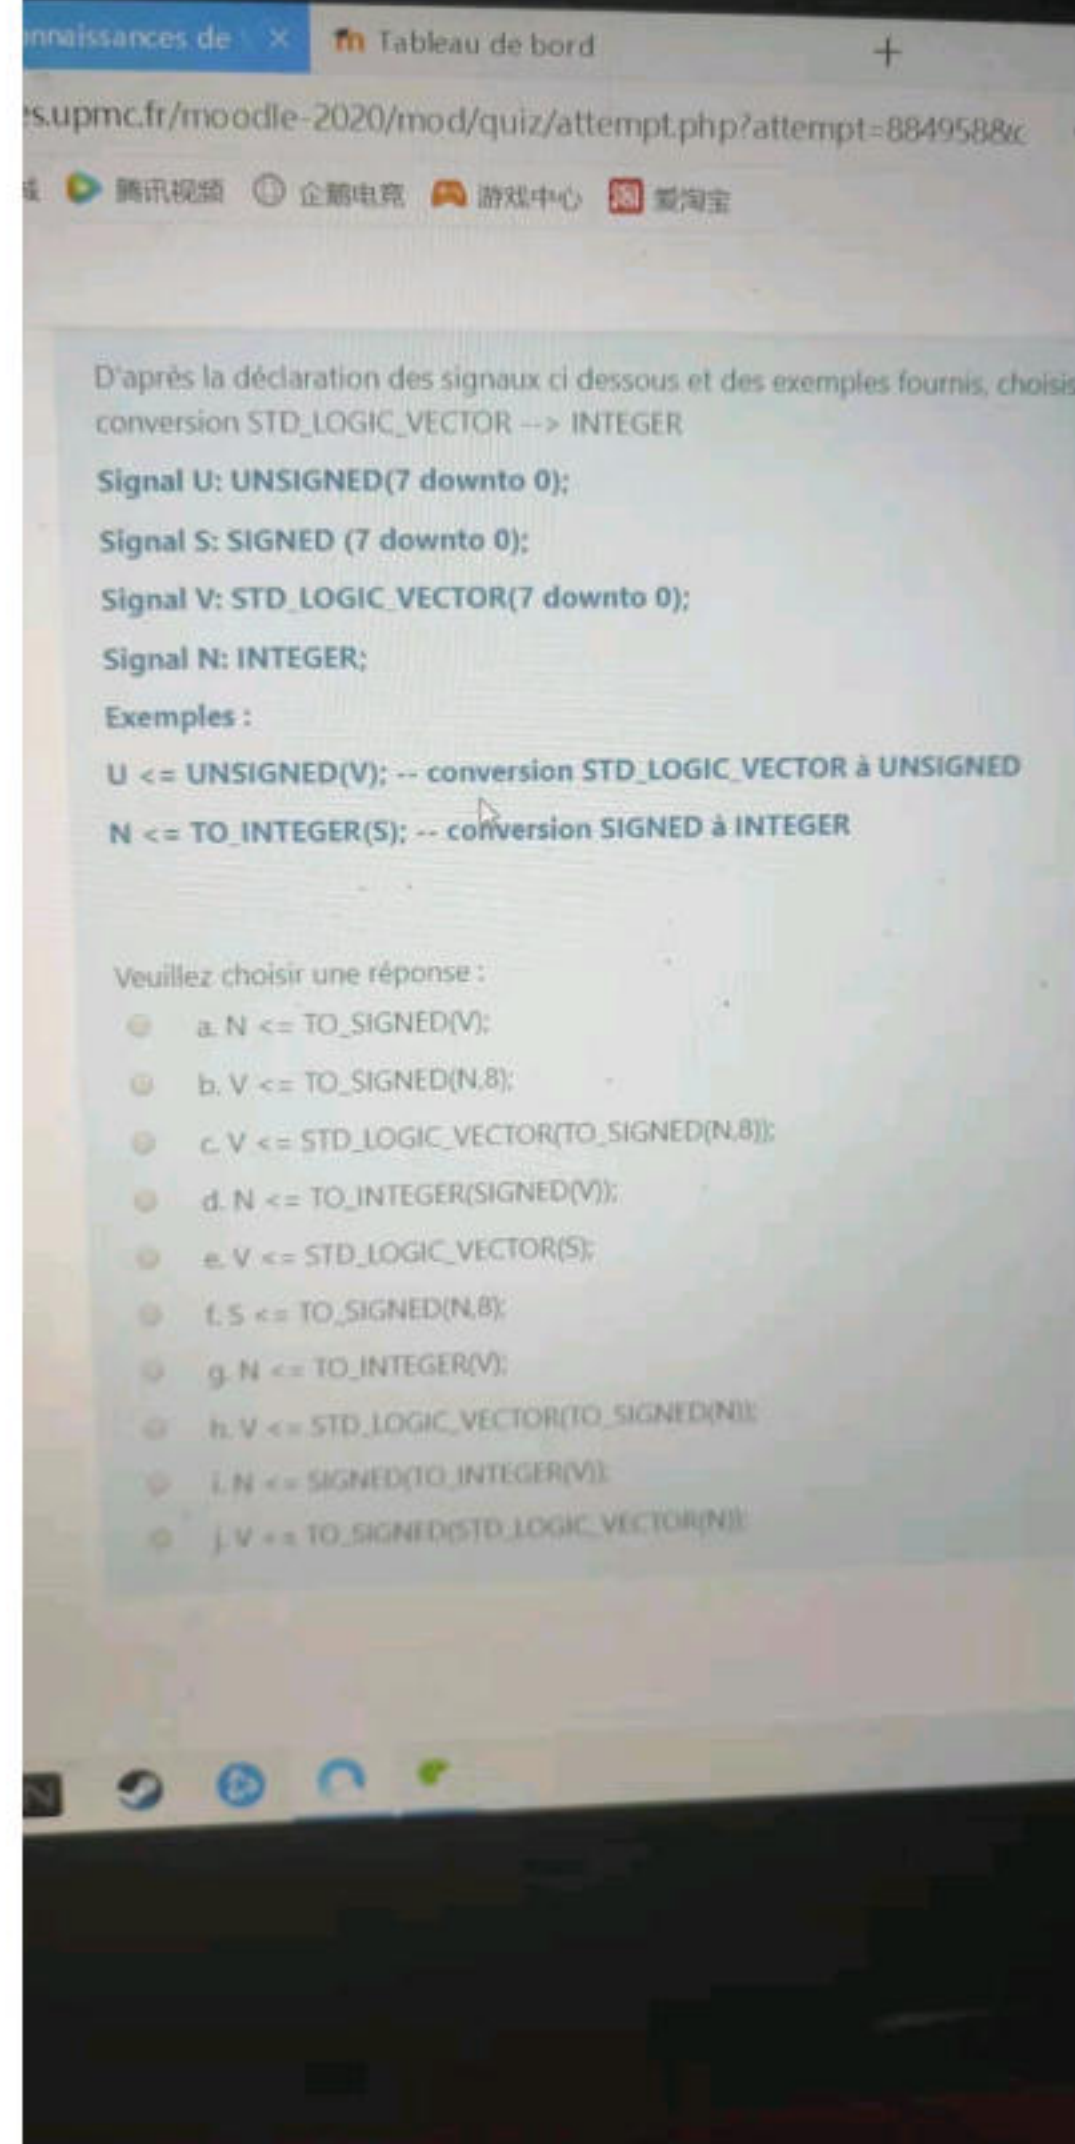 nnaissances de × Tableau de bord +
s.upmc.fr/moodle-2020/mod/quiz/attempt.php?attempt=884958&c
腾讯视频 企鹅电竞 游戏中心 爱淘宝
D'après la déclaration des signaux ci dessous et des exemples fournis, choisis
conversion STD_LOGIC_VECTOR --> INTEGER
Signal U: UNSIGNED(7 downto 0);
Signal S: SIGNED (7 downto 0);
Signal V: STD_LOGIC_VECTOR(7 downto 0);
Signal N: INTEGER;
Exemples :
U <= UNSIGNED(V); -- conversion STD_LOGIC_VECTOR à UNSIGNED
N <= TO_INTEGER(S); -- conversion SIGNED à INTEGER
Veuillez choisir une réponse :
a. N <= TO_SIGNED(V);
b. V <= TO_SIGNED(N,8);
c. V <= STD_LOGIC_VECTOR(TO_SIGNED(N,8));
d. N <= TO_INTEGER(SIGNED(V));
e. V <= STD_LOGIC_VECTOR(S);
f. S <= TO_SIGNED(N,8);
g. N <= TO_INTEGER(V);
h. V <= STD_LOGIC_VECTOR(TO_SIGNED(N));
i. N <= SIGNED(TO_INTEGER(V));
j. V <= TO_SIGNED(STD_LOGIC_VECTOR(N));